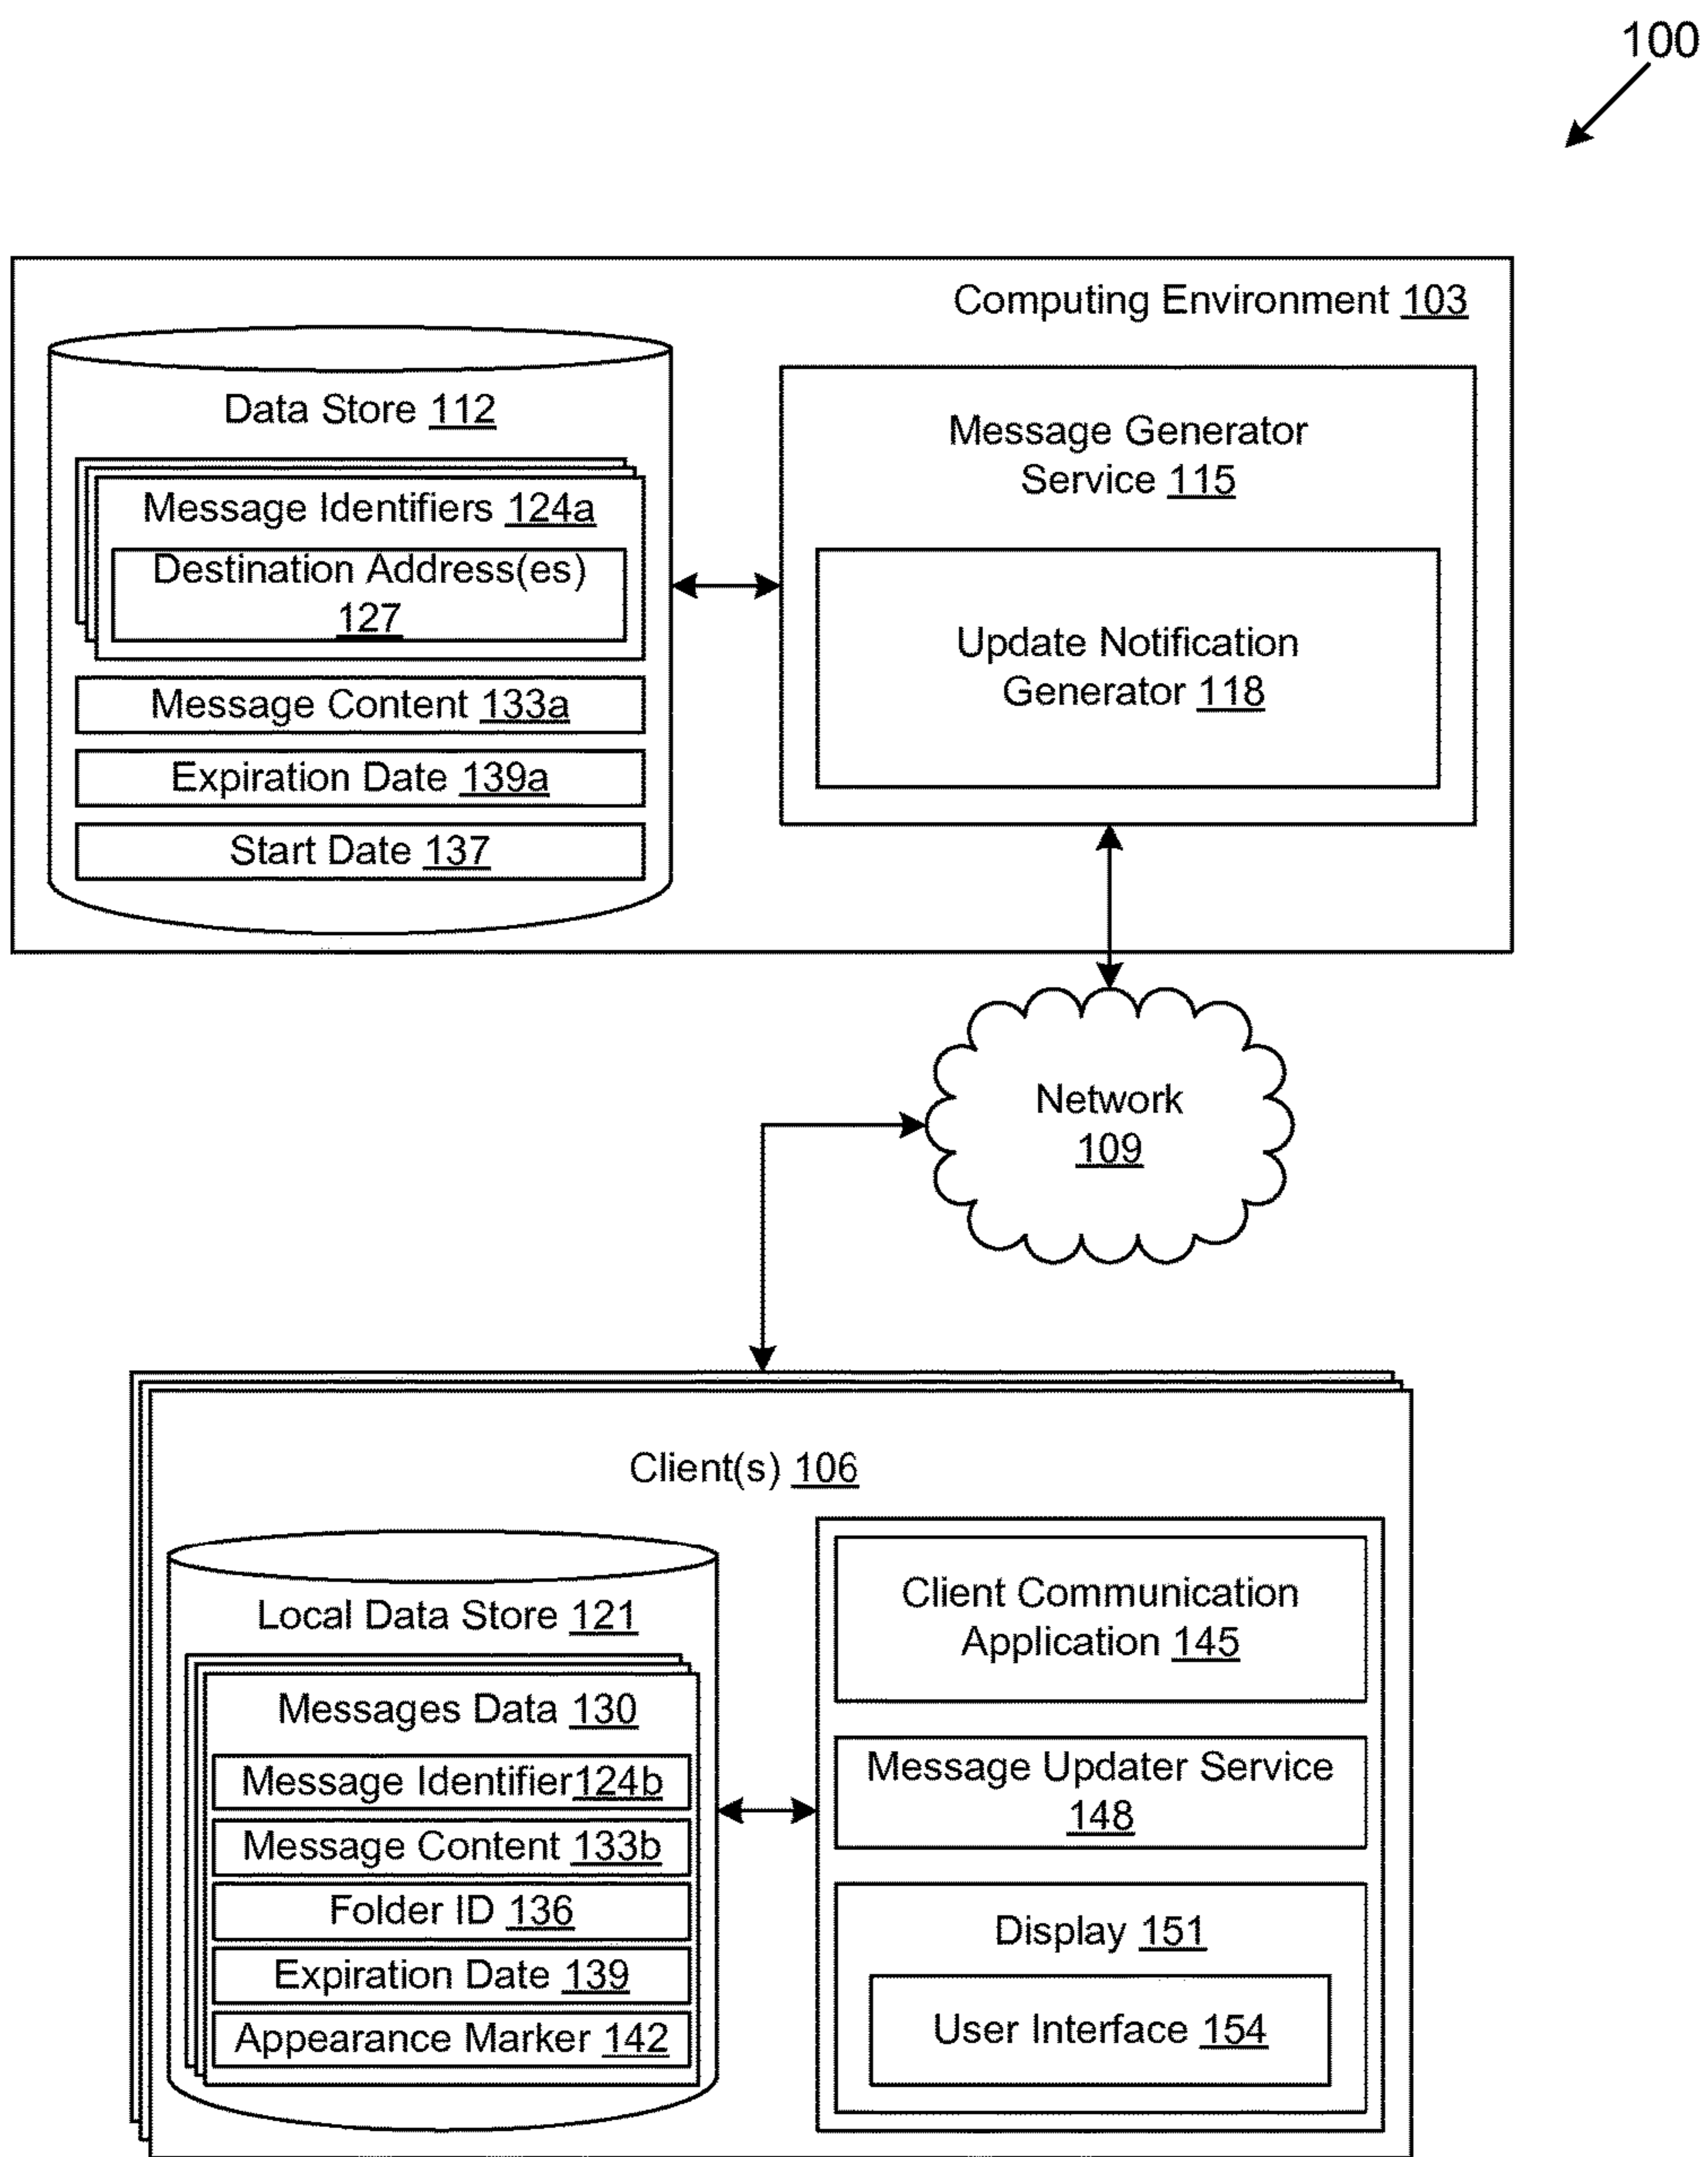 100
Computing Environment 103
Data Store 112
Message Identifiers 124a
Destination Address(es)
127
Message Content 133a
Expiration Date 139a
Start Date 137
Message Generator
Service 115
Update Notification
Generator 118
Network
109
Client(s) 106
Local Data Store 121
Messages Data 130
Message Identifier124b
Message Content 133b
Folder ID 136
Expiration Date 139
Appearance Marker 142
Client Communication
Application 145
Message Updater Service
148
Display 151
User Interface 154